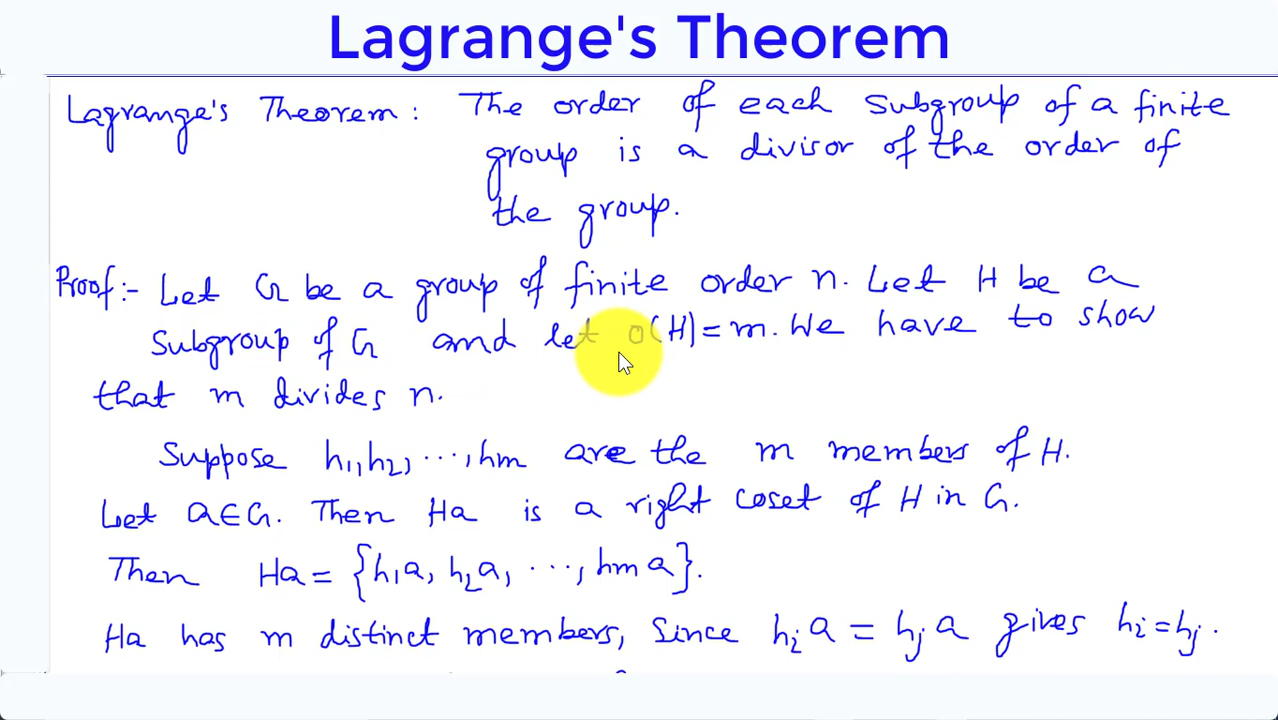 Lagrange's Theorem
Lagrange's Theorem : The order of each subgroup of a finite
group is a divisor of the order of
the group.
Proof:- Let G be a group of finite order n. Let H be a
Subgroup of G and let o(H) = m. We have to show
that m divides n.
Suppose h₁, h₂, ..., hm are the m members of H.
Let a ∈ G. Then Ha is a right coset of H in G.
Then Ha = {h₁a, h₂a, ..., hm a}.
Ha has m distinct members, since hᵢ a = hⱼ a gives hᵢ = hⱼ.